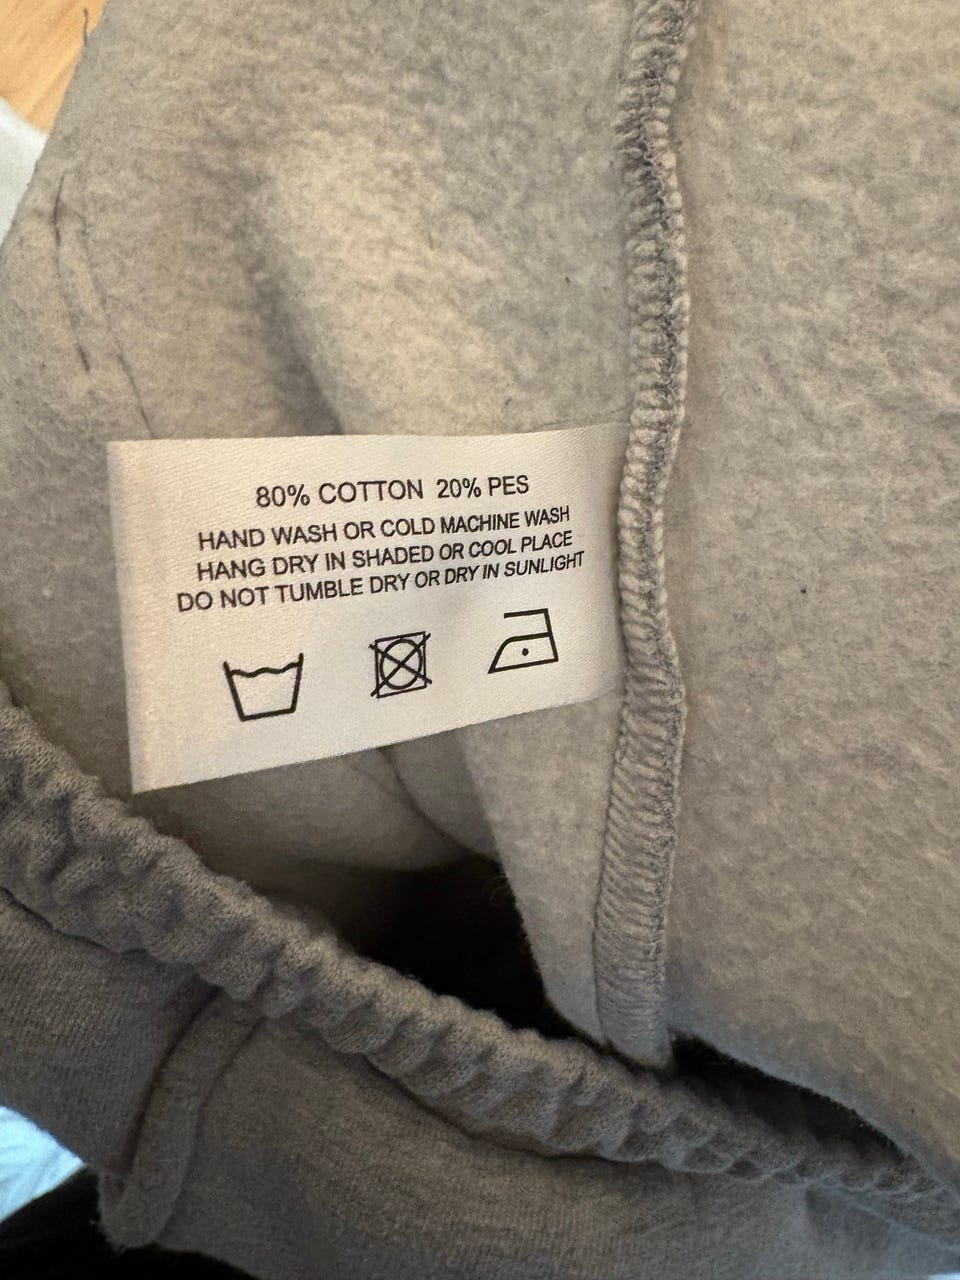 80% COTTON 20% PES
HAND WASH OR COLD MACHINE WASH
HANG DRY IN SHADED OR COOL PLACE
DO NOT TUMBLE DRY OR DRY IN SUNLIGHT